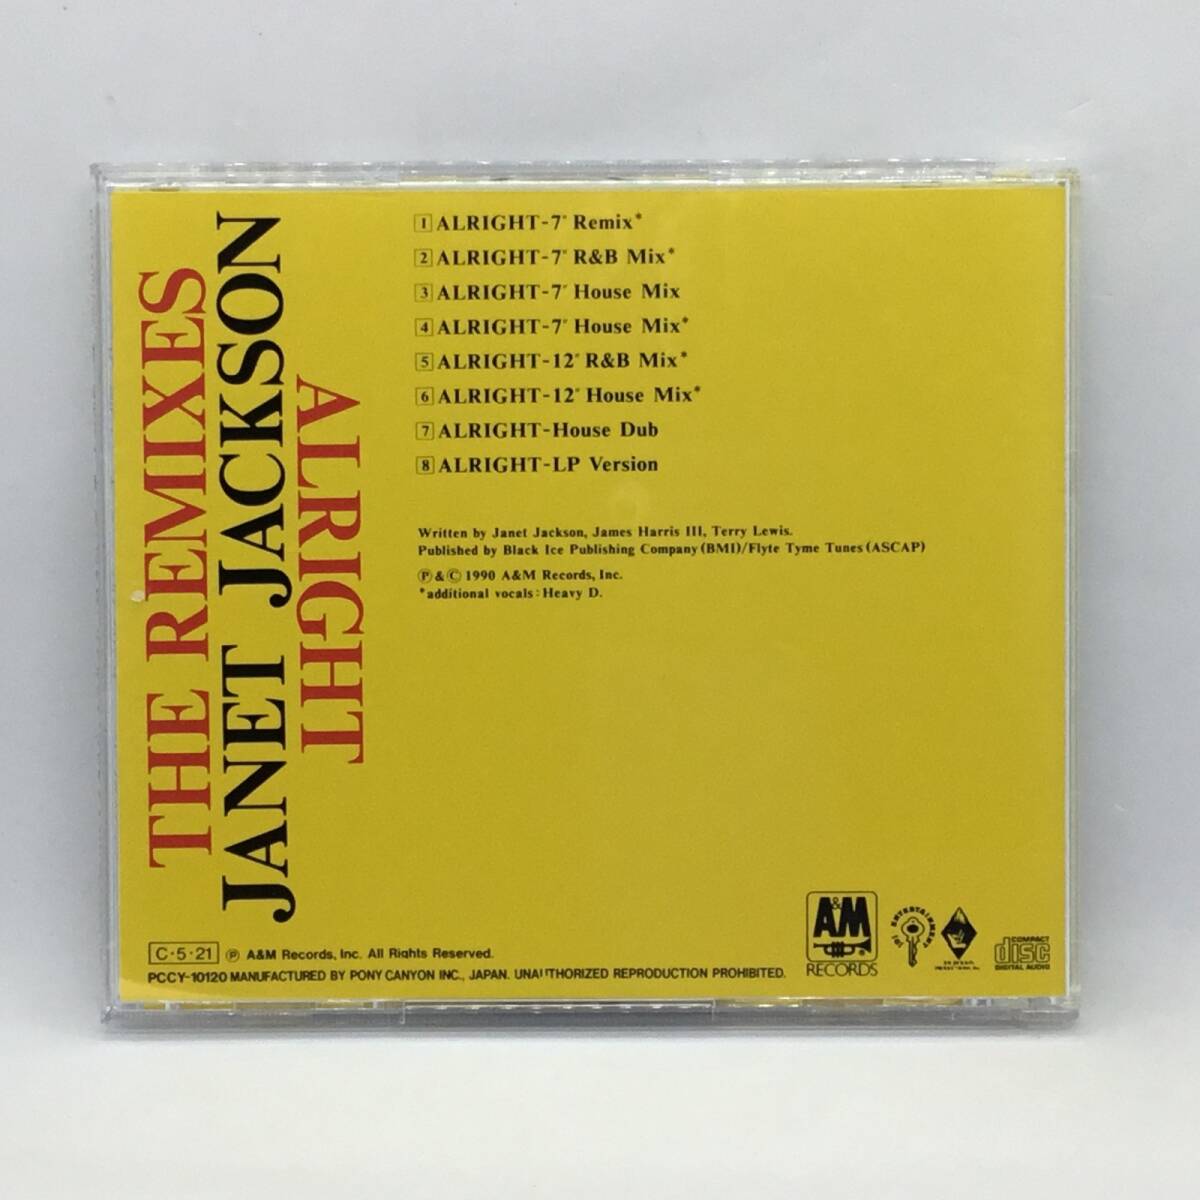 THE REMIXES
JANET JACKSON
ALRIGHT
1 ALRIGHT-7" Remix*
2 ALRIGHT-7" R&B Mix*
3 ALRIGHT-7" House Mix
4 ALRIGHT-7" House Mix*
5 ALRIGHT-12" R&B Mix*
6 ALRIGHT-12" House Mix*
7 ALRIGHT-House Dub
8 ALRIGHT-LP Version
Written by Janet Jackson, James Harris III, Terry Lewis.
Published by Black Ice Publishing Company (BMI)/Flyte Tyme Tunes (ASCAP)
Ⓟ&Ⓒ 1990 A&M Records, Inc.
*additional vocals: Heavy D.
C・5・21 Ⓟ A&M Records, Inc. All Rights Reserved.
PCCY-10120 MANUFACTURED BY PONY CANYON INC., JAPAN. UNAUTHORIZED REPRODUCTION PROHIBITED.
A&M
RECORDS
ENTERTAINMENT
COMPACT
disc
DIGITAL AUDIO